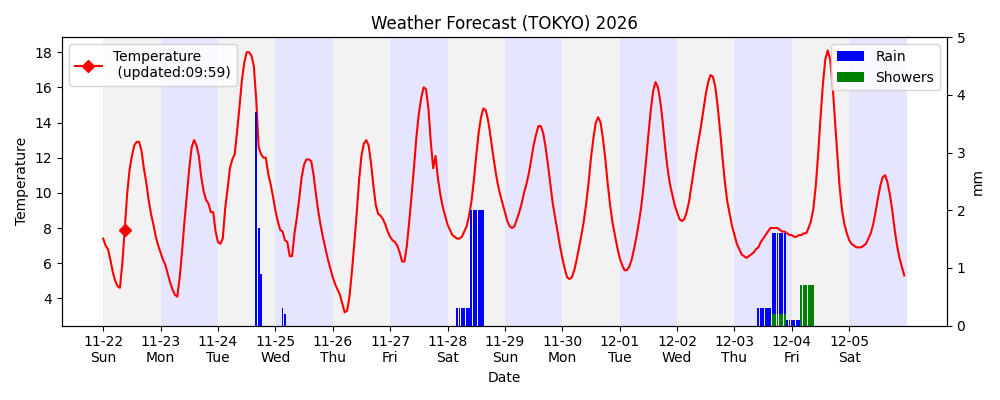 Weather Forecast (TOKYO) 2026
Temperature
(updated:09:59)
Rain
Showers
Temperature
18
16
14
12
10
8
6
4
5
4
3
2
1
0
mm
11-22 11-23 11-24 11-25 11-26 11-27 11-28 11-29 11-30 12-01 12-02 12-03 12-04 12-05
Sun Mon Tue Wed Thu Fri Sat Sun Mon Tue Wed Thu Fri Sat
Date